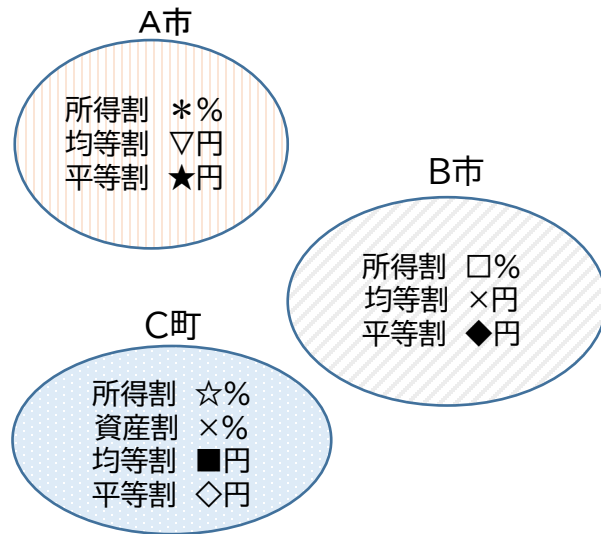 A市
所得割 ＊%
均等割 ▽円
平等割 ★円
B市
所得割 □%
均等割 ×円
平等割 ◆円
C町
所得割 ☆%
資産割 ×%
均等割 ■円
平等割 ◇円